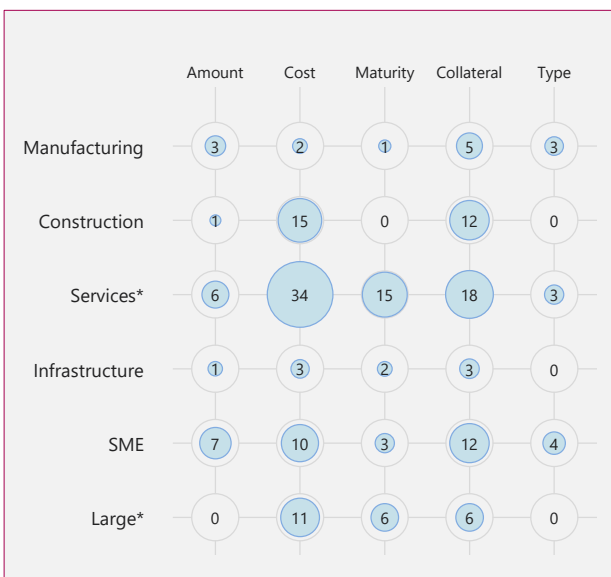 Amount Cost Maturity Collateral Type
Manufacturing 3 2 1 5 3
Construction 1 15 0 12 0
Services* 6 34 15 18 3
Infrastructure 1 3 2 3 0
SME 7 10 3 12 4
Large* 0 11 6 6 0